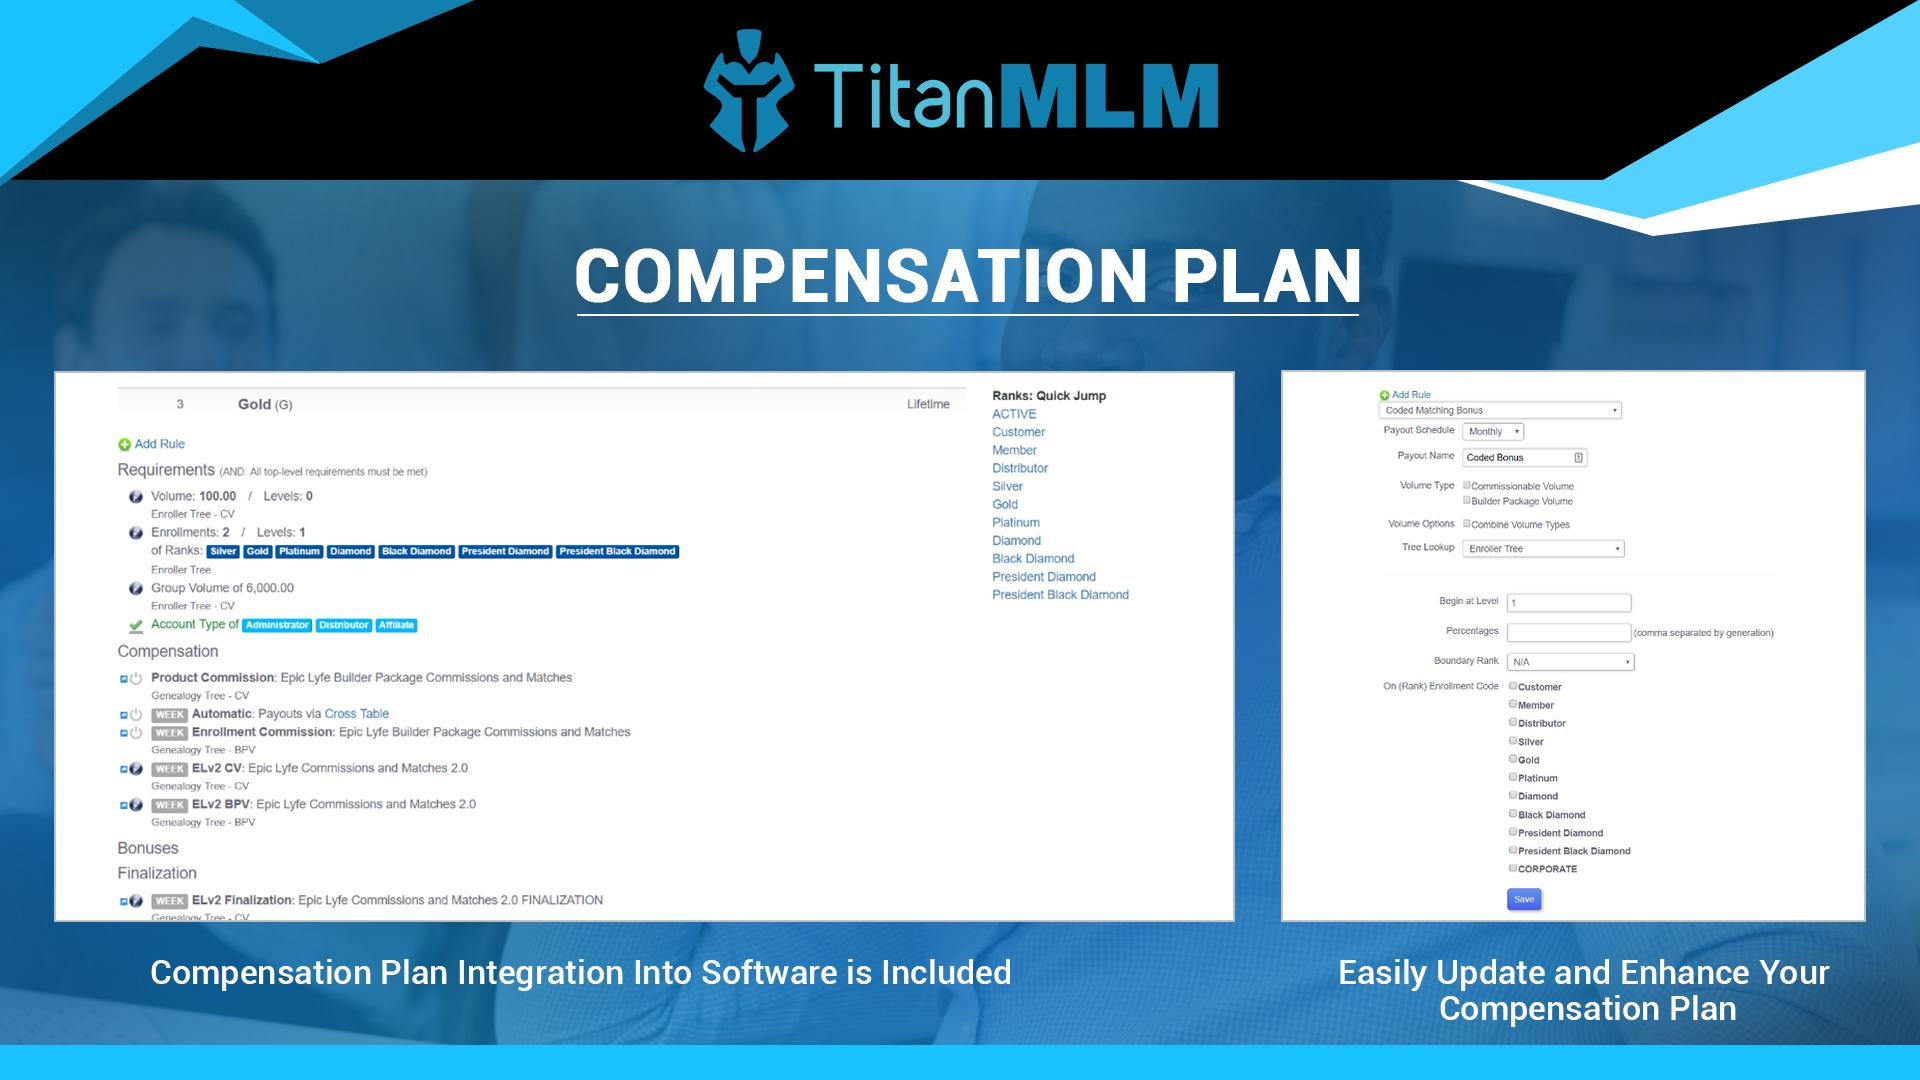 TitanMLM
COMPENSATION PLAN
3 Gold (G) Lifetime
Add Rule
Requirements (AND: All top-level requirements must be met)
Volume: 100.00 / Levels: 0
Enroller Tree - CV
Enrollments: 2 / Levels: 1
of Ranks: Silver Gold Platinum Diamond Black Diamond President Diamond President Black Diamond
Enroller Tree
Group Volume of 6,000.00
Enroller Tree - CV
Account Type of Administrator Distributor Affiliate
Compensation
Product Commission: Epic Lyfe Builder Package Commissions and Matches
Genealogy Tree - CV
WEEK Automatic: Payouts via Cross Table
WEEK Enrollment Commission: Epic Lyfe Builder Package Commissions and Matches
Genealogy Tree - BPV
WEEK ELv2 CV: Epic Lyfe Commissions and Matches 2.0
Genealogy Tree - CV
WEEK ELv2 BPV: Epic Lyfe Commissions and Matches 2.0
Genealogy Tree - BPV
Bonuses
Finalization
WEEK ELv2 Finalization: Epic Lyfe Commissions and Matches 2.0 FINALIZATION
Genealogy Tree - CV
Ranks: Quick Jump
ACTIVE
Customer
Member
Distributor
Silver
Gold
Platinum
Diamond
Black Diamond
President Diamond
President Black Diamond
Add Rule
Coded Matching Bonus
Payout Schedule Monthly
Payout Name Coded Bonus
Volume Type Commissionable Volume
Builder Package Volume
Volume Options Combine Volume Types
Tree Lookup Enroller Tree
Begin at Level 1
Percentages (comma separated by generation)
Boundary Rank N/A
On (Rank) Enrollment Code Customer
Member
Distributor
Silver
Gold
Platinum
Diamond
Black Diamond
President Diamond
President Black Diamond
CORPORATE
Save
Compensation Plan Integration Into Software is Included
Easily Update and Enhance Your
Compensation Plan